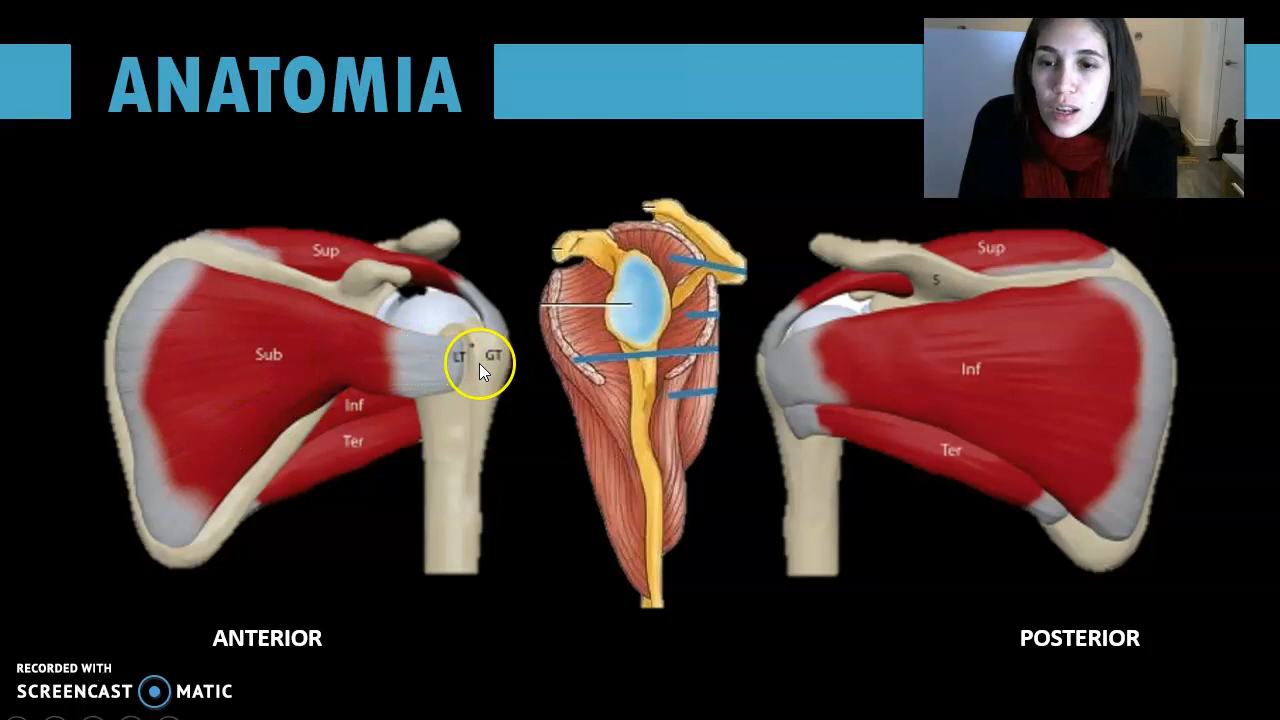 ANATOMIA
Sup
Sub
LT
GT
Inf
Ter
Sup
S
Inf
Ter
ANTERIOR
POSTERIOR
RECORDED WITH
SCREENCAST MATIC